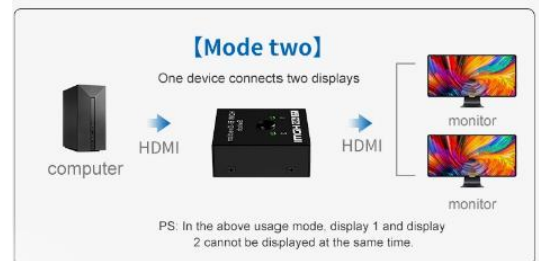 【Mode two】
One device connects two displays
computer
HDMI
HDMI
monitor
monitor
PS: In the above usage mode, display 1 and display
2 cannot be displayed at the same time.